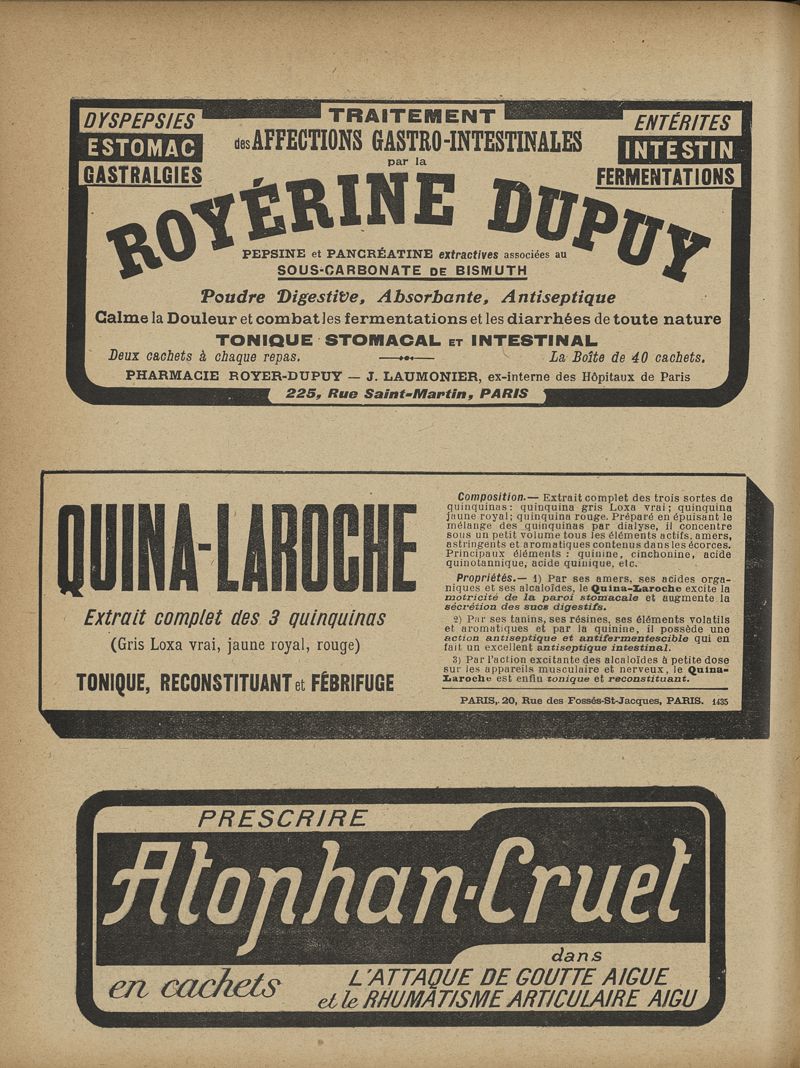 DYSPEPSIES
ESTOMAC
GASTRALGIES
TRAITEMENT
des AFFECTIONS GASTRO-INTESTINALES
par la
ENTÉRITES
INTESTIN
FERMENTATIONS
ROYÉRINE DUPUY
PEPSINE et PANCRÉATINE extractives associées au
SOUS-CARBONATE DE BISMUTH
Poudre Digestive, Absorbante, Antiseptique
Calme la Douleur et combat les fermentations et les diarrhées de toute nature
TONIQUE STOMACAL ET INTESTINAL
Deux cachets à chaque repas.
La Boîte de 40 cachets.
PHARMACIE ROYER-DUPUY — J. LAUMONIER, ex-interne des Hôpitaux de Paris
225, Rue Saint-Martin, PARIS
QUINA-LAROCHE
Extrait complet des 3 quinquinas
(Gris Loxa vrai, jaune royal, rouge)
TONIQUE, RECONSTITUANT et FÉBRIFUGE
Composition.— Extrait complet des trois sortes de
quinquinas: quinquina gris Loxa vrai; quinquina
jaune royal; quinquina rouge. Préparé en épuisant le
mélange des quinquinas par dialyse, il concentre
sous un petit volume tous les éléments actifs, amers,
astringents et aromatiques contenus dans les écorces.
Principaux éléments : quinine, cinchonine, acide
quinotannique, acide quinique, etc.
Propriétés.— 1) Par ses amers, ses acides orga-
niques et ses alcaloïdes, le Quina-Laroche excite la
motricité de la paroi stomacale et augmente la
sécrétion des sucs digestifs.
2) Par ses tanins, ses résines, ses éléments volatils
et aromatiques et par la quinine, il possède une
action antiseptique et antifermentescible qui en
fait un excellent antiseptique intestinal.
3) Par l'action excitante des alcaloïdes à petite dose
sur les appareils musculaire et nerveux, le Quina-
Laroche est enfin tonique et reconstituant.
PARIS, 20, Rue des Fossés-St-Jacques, PARIS. 1435
PRESCRIRE
Atophan-Cruet
en cachets
dans
L'ATTAQUE DE GOUTTE AIGUE
et le RHUMATISME ARTICULAIRE AIGU